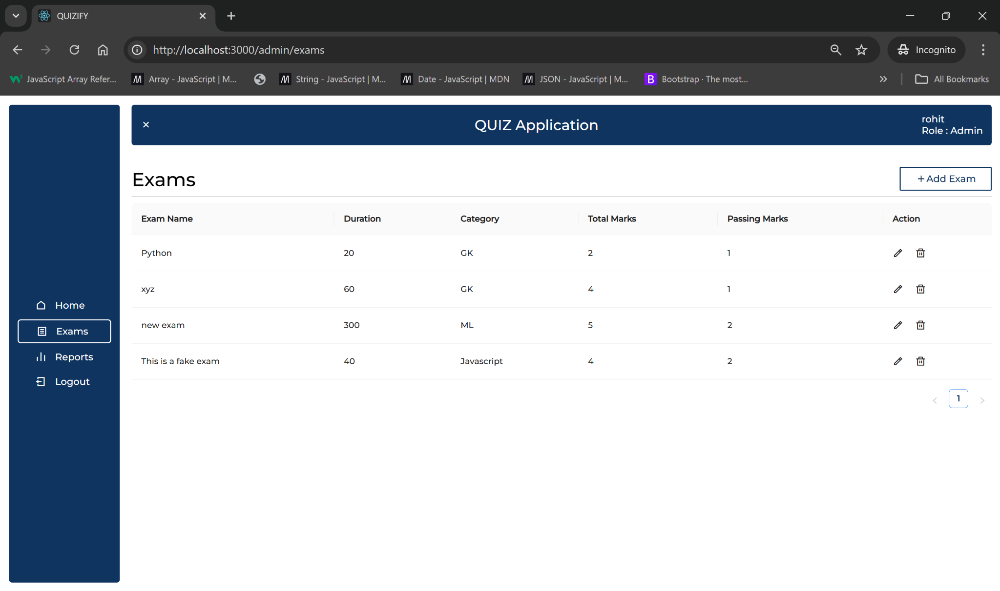 QUIZIFY
http://localhost:3000/admin/exams
Incognito
JavaScript Array Refer...
Array - JavaScript | M...
String - JavaScript | M...
Date - JavaScript | MDN
JSON - JavaScript | M...
Bootstrap · The most...
All Bookmarks
QUIZ Application
rohit
Role : Admin
Home
Exams
Reports
Logout
Exams
+ Add Exam
Exam Name Duration Category Total Marks Passing Marks Action
Python 20 GK 2 1
xyz 60 GK 4 1
new exam 300 ML 5 2
This is a fake exam 40 Javascript 4 2
< 1 >